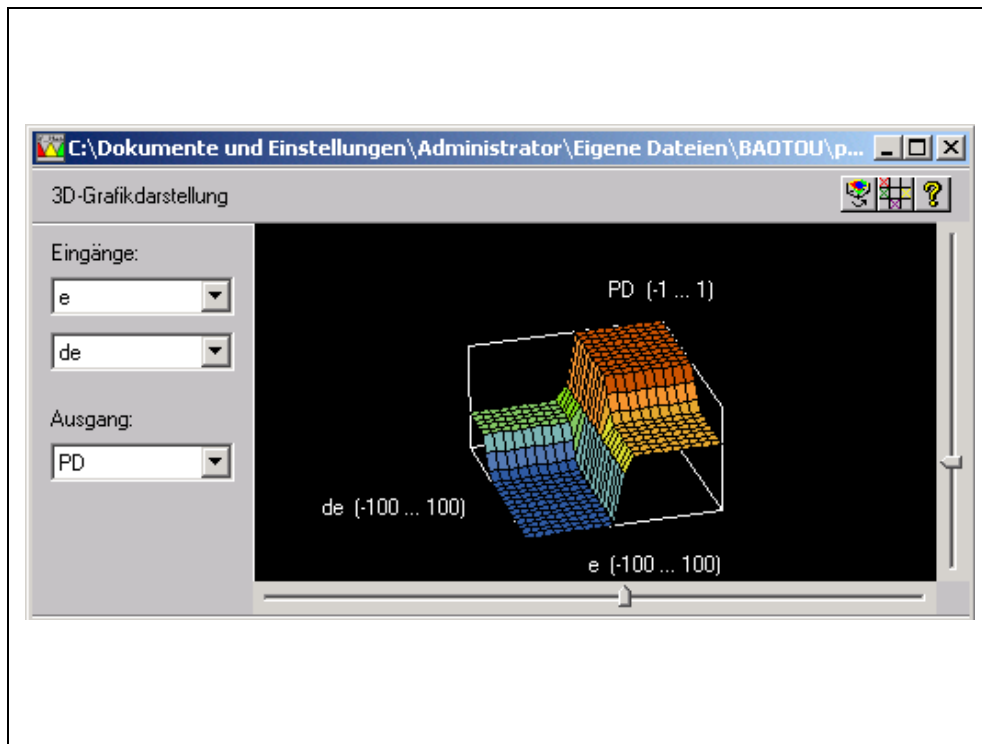 C:\Dokumente und Einstellungen\Administrator\Eigene Dateien\BAOTOU\p...
3D-Grafikdarstellung
Eingänge:
e
de
Ausgang:
PD
PD (-1 ... 1)
de (-100 ... 100)
e (-100 ... 100)